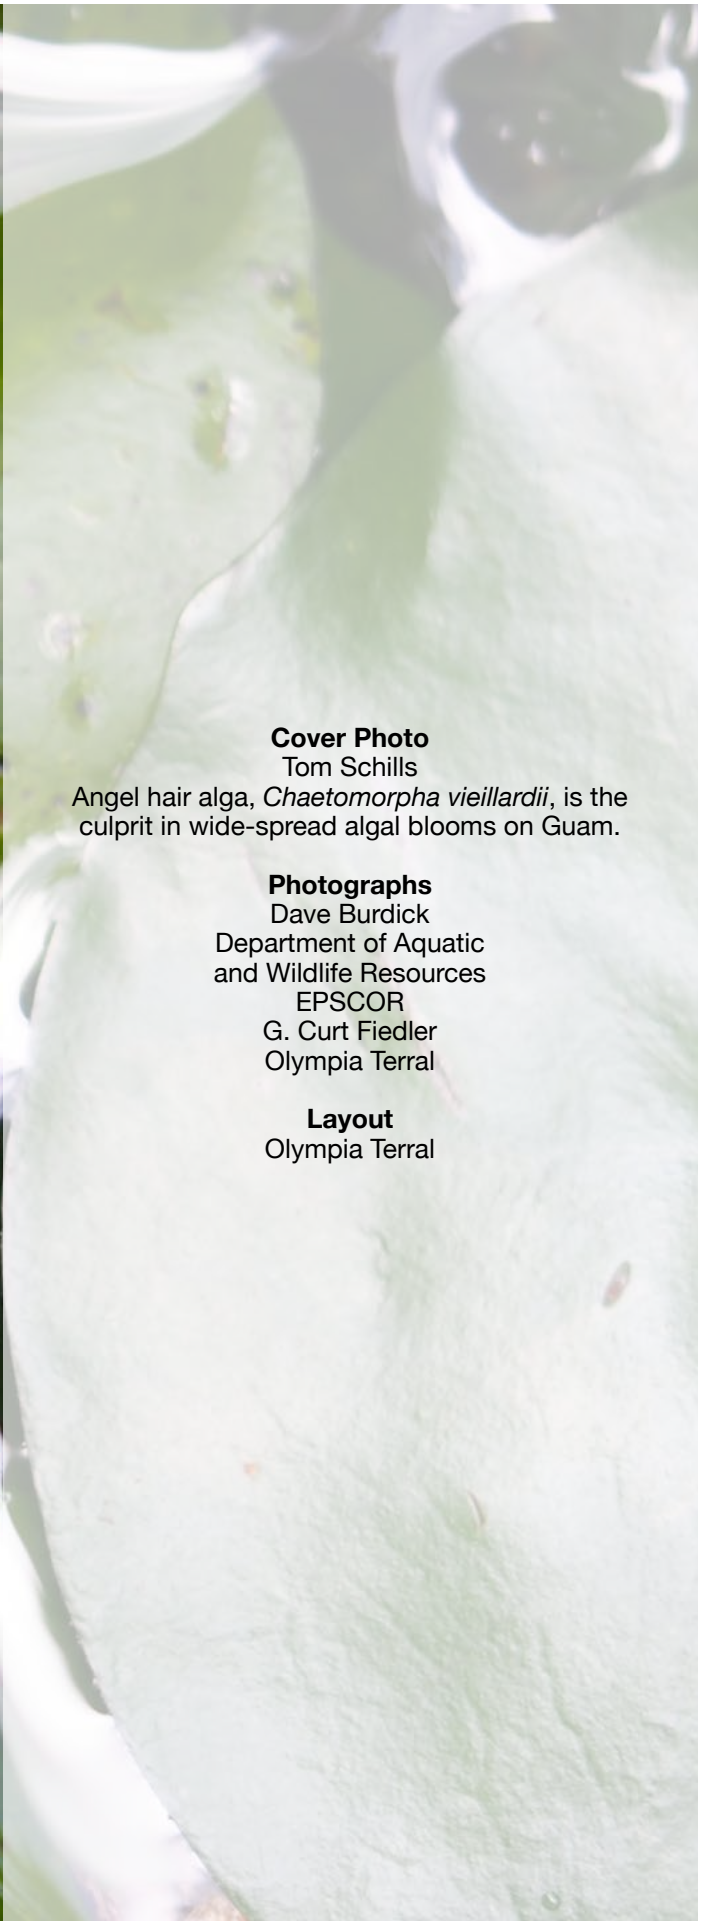 Cover Photo
Tom Schills
Angel hair alga, Chaetomorpha vieillardii, is the
culprit in wide-spread algal blooms on Guam.
Photographs
Dave Burdick
Department of Aquatic
and Wildlife Resources
EPSCOR
G. Curt Fiedler
Olympia Terral
Layout
Olympia Terral